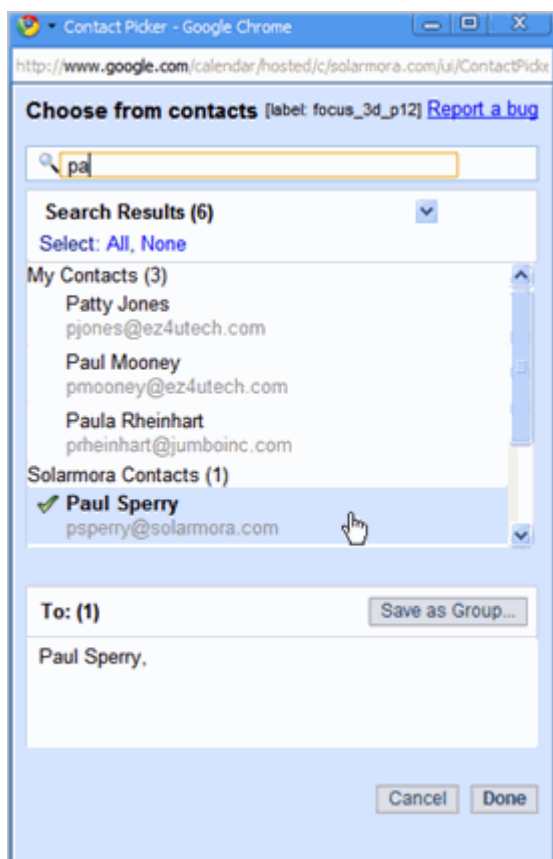 Contact Picker - Google Chrome
http://www.google.com/calendar/hosted/c/solarmora.com/ui/ContactPicke
Choose from contacts [label: focus_3d_p12] Report a bug
pa
Search Results (6)
Select: All, None
My Contacts (3)
Patty Jones
pjones@ez4utech.com
Paul Mooney
pmooney@ez4utech.com
Paula Rheinhart
prheinhart@jumboinc.com
Solarmora Contacts (1)
Paul Sperry
psperry@solarmora.com
To: (1) Save as Group...
Paul Sperry,
Cancel Done